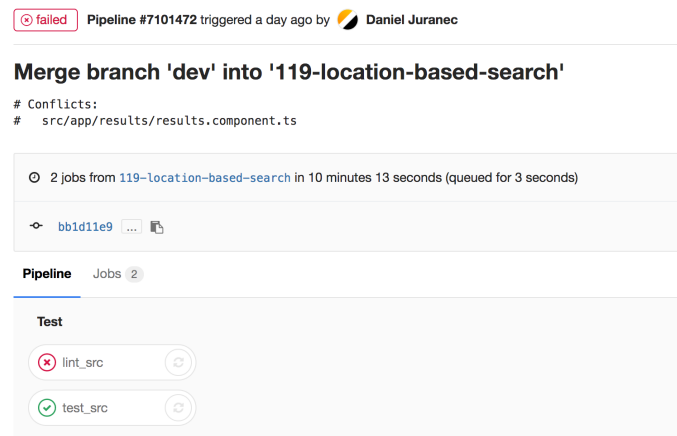 failed Pipeline #7101472 triggered a day ago by Daniel Juranec
Merge branch 'dev' into '119-location-based-search'
# Conflicts:
#   src/app/results/results.component.ts
2 jobs from 119-location-based-search in 10 minutes 13 seconds (queued for 3 seconds)
bb1d11e9 ...
Pipeline Jobs 2
Test
lint_src
test_src